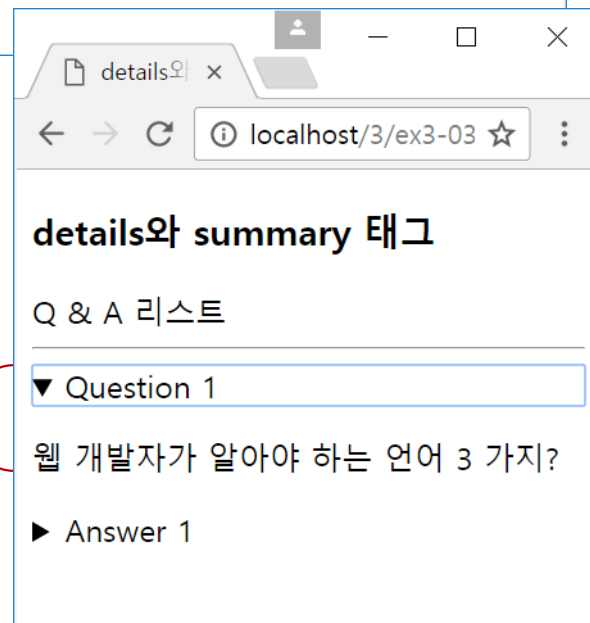 details와
localhost/3/ex3-03
details와 summary 태그
Q & A 리스트
Question 1
웹 개발자가 알아야 하는 언어 3 가지?
Answer 1